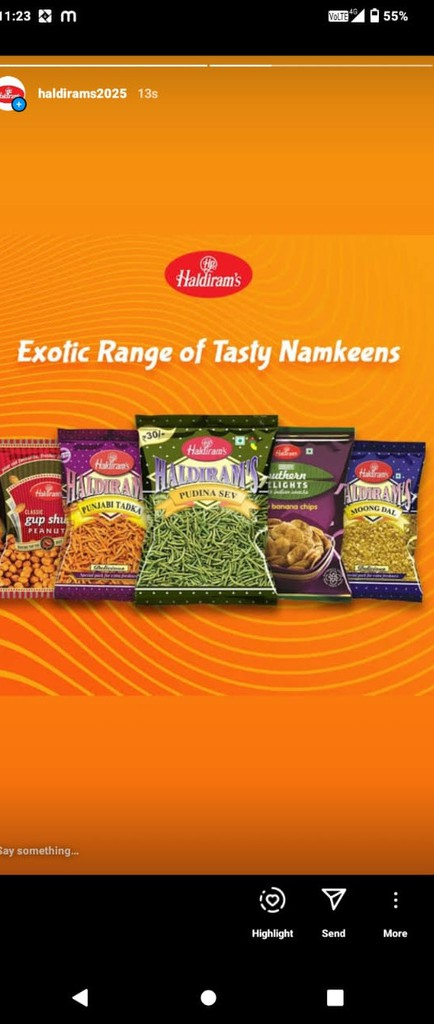 11:23
VoLTE 4G 55%
haldirams2025 13s
Haldiram's
Exotic Range of Tasty Namkeens
₹30/-
Haldiram's
HALDIRAM'S
PUDINA SEV
Haldiram's
HALDIRAM'S
PUNJABI TADKA
Haldiram's
CLASSIC
gup shu
PEANUT
Haldiram's
uthern
LIGHTS
banana chips
Haldiram's
HALDIRAM'S
MOONG DAL
Say something...
Highlight Send More